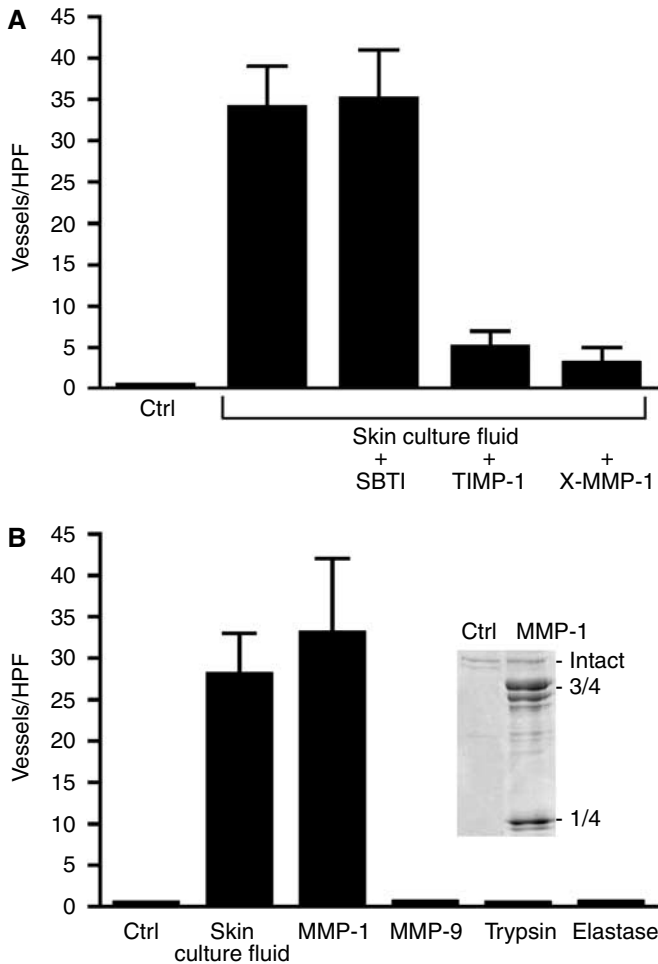 A
Vessels/HPF
45
40
35
30
25
20
15
10
5
0
Ctrl
Skin culture fluid
+ + +
SBTI TIMP-1 X-MMP-1
B
Vessels/HPF
45
40
35
30
25
20
15
10
5
0
Ctrl MMP-1
- Intact
- 3/4
- 1/4
Ctrl Skin MMP-1 MMP-9 Trypsin Elastase
culture fluid